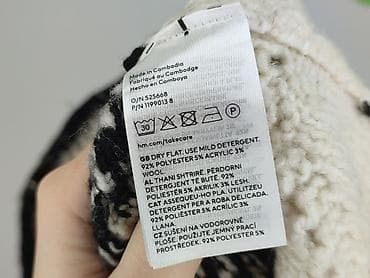 Made in Cambodia
Fabriqué au Cambodge
Hecho en Camboya
O/N 525668
P/N 1199013 8
30
P
hm.com/takecare
GB DRY FLAT. USE MILD DETERGENT.
92% POLYESTER 5% ACRYLIC 3%
WOOL.
AL THANI SHTRIRE. PËRDORNI
DETERGJENT TË BUTË. 92%
POLIESTËR 5% AKRILIK 3% LESH.
CAT ASSEQUEU-HO PLA. UTILITZEU
DETERGENT PER A ROBA DELICADA.
92% POLIÈSTER 5% ACRÍLIC 3%
LLANA.
CZ SUŠENÍ NA VODOROVNÉ
PLOŠE. POUŽIJTE JEMNÝ PRACÍ
PROSTŘEDEK. 92% POLYESTER 5%